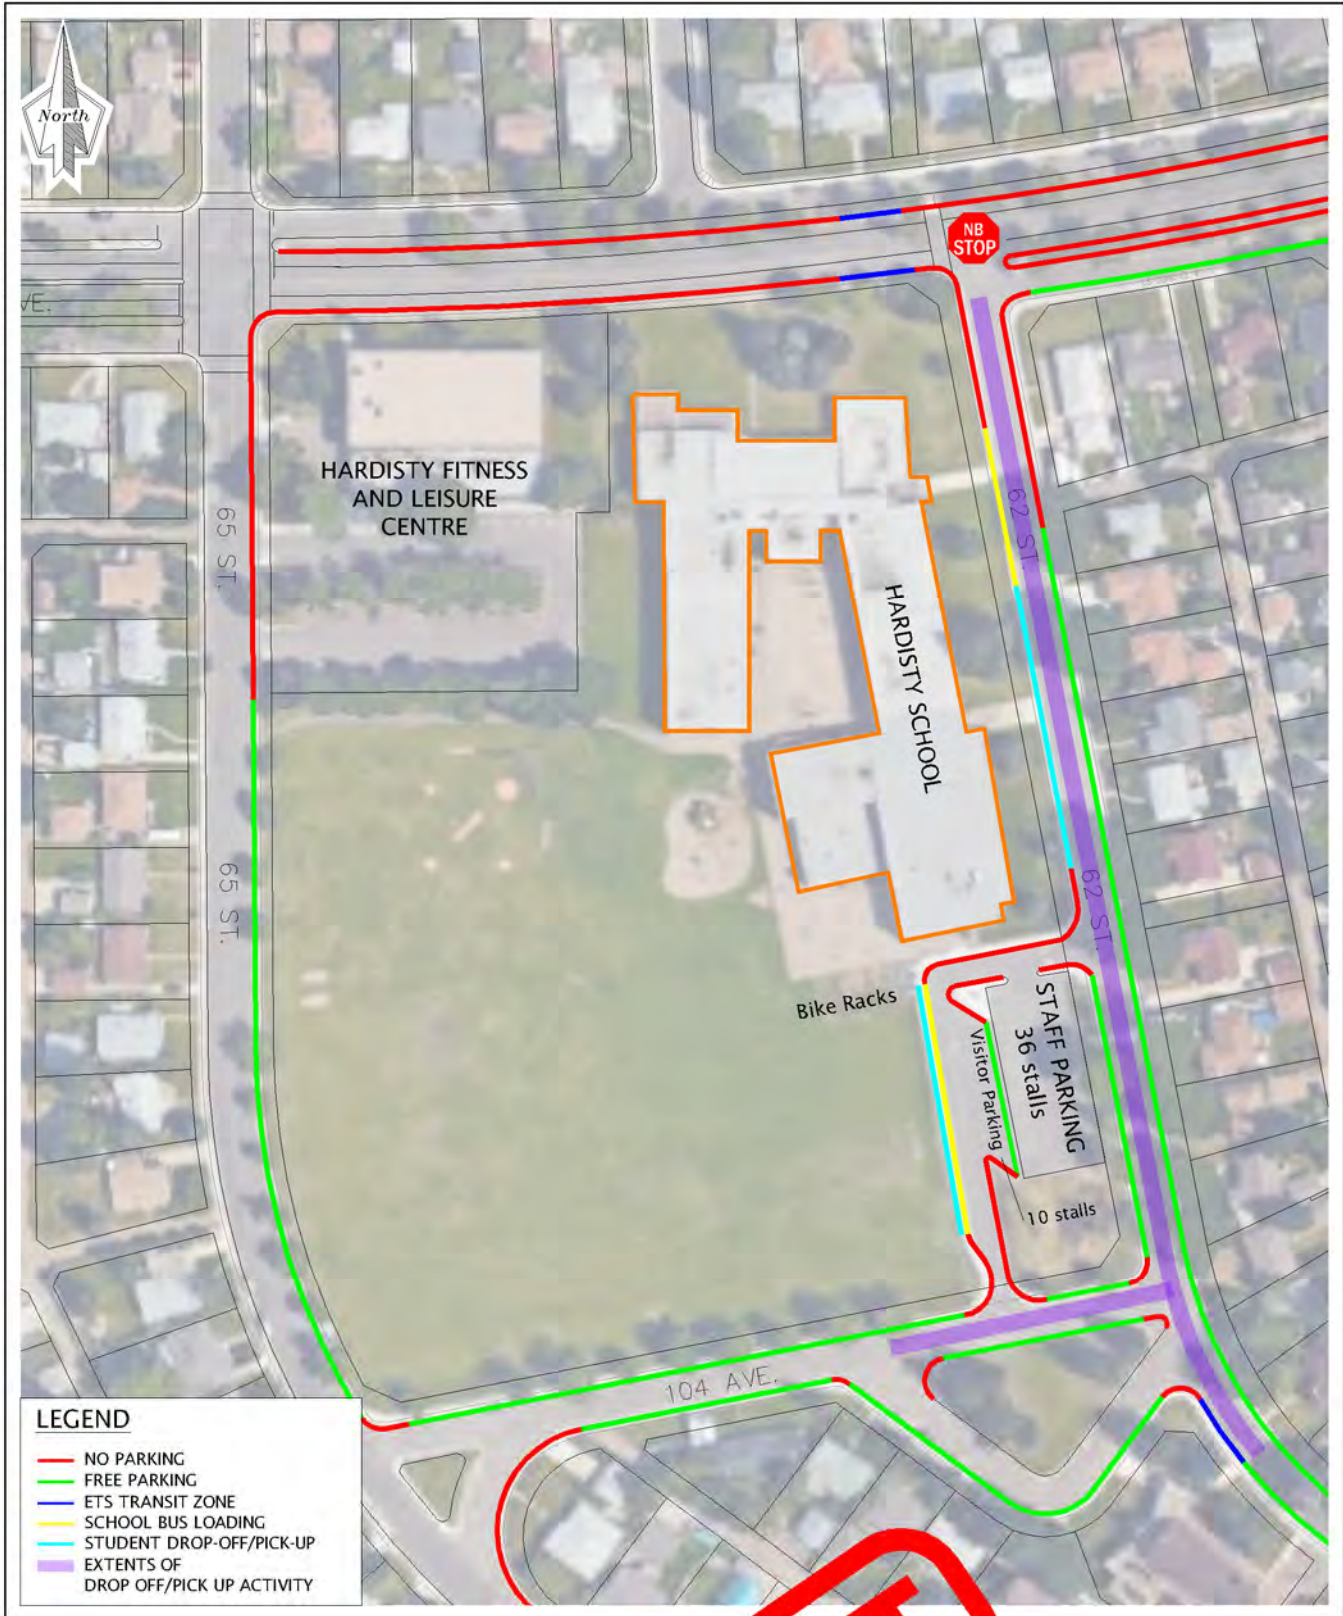 North
NB
STOP
VE.
HARDISTY FITNESS
AND LEISURE
CENTRE
65 ST.
62 ST.
HARDISTY SCHOOL
65 ST.
62 ST.
Bike Racks
Visitor Parking
STAFF PARKING
36 stalls
10 stalls
104 AVE.
LEGEND
NO PARKING
FREE PARKING
ETS TRANSIT ZONE
SCHOOL BUS LOADING
STUDENT DROP-OFF/PICK-UP
EXTENTS OF
DROP OFF/PICK UP ACTIVITY